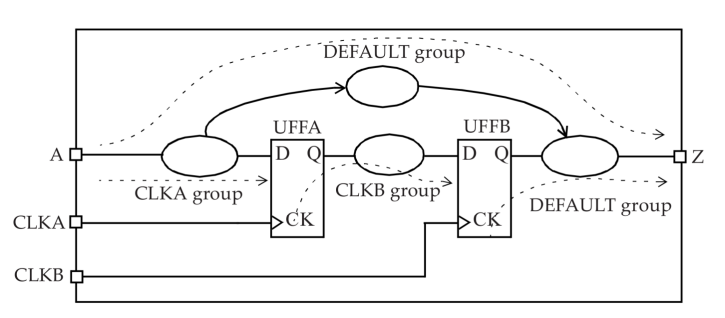 DEFAULT group
UFFA
UFFB
A
D Q
D Q
Z
CLKA group
CLKB group
DEFAULT group
CLKA
CK
CK
CLKB